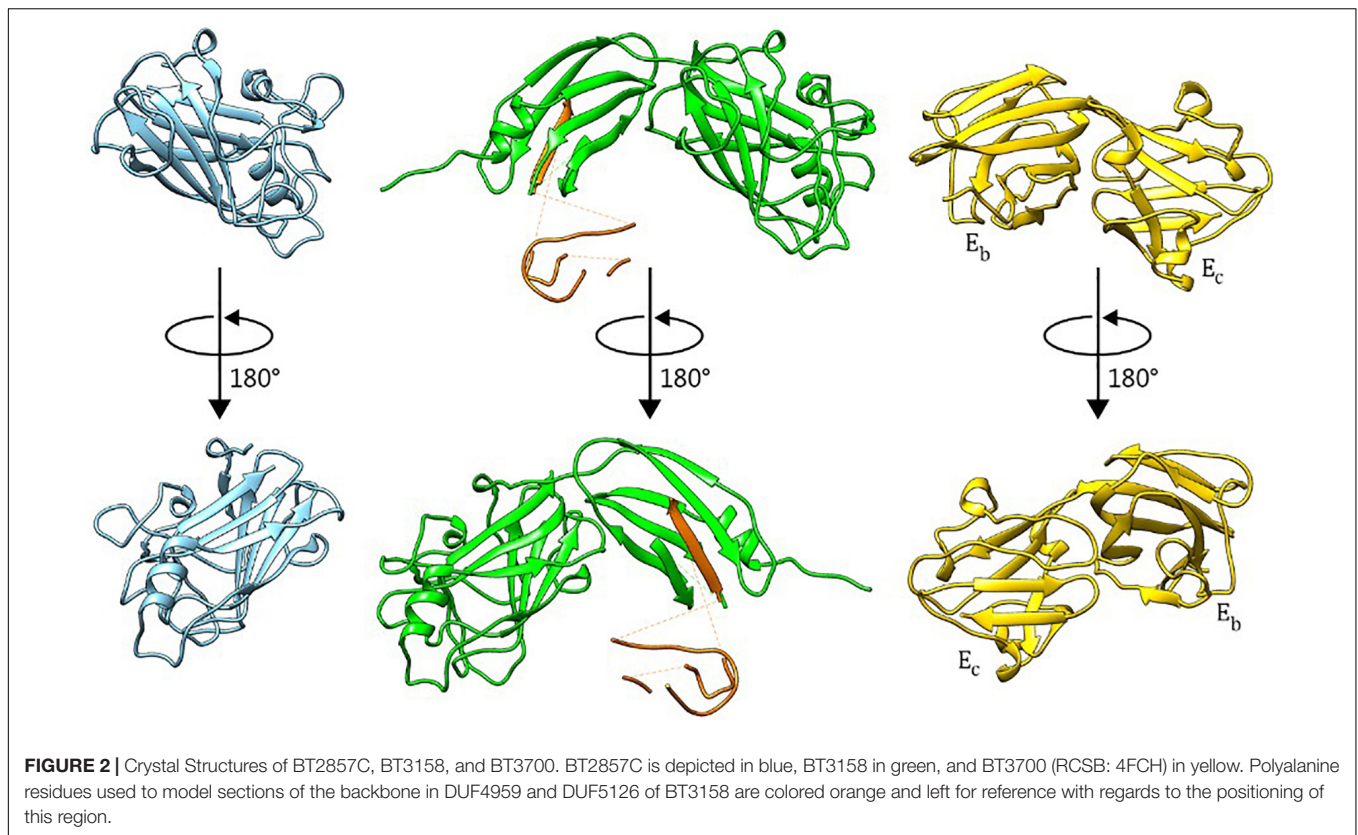 E_b
E_c
180°
180°
180°
E_b
E_c
FIGURE 2 | Crystal Structures of BT2857C, BT3158, and BT3700. BT2857C is depicted in blue, BT3158 in green, and BT3700 (RCSB: 4FCH) in yellow. Polyalanine
residues used to model sections of the backbone in DUF4959 and DUF5126 of BT3158 are colored orange and left for reference with regards to the positioning of
this region.